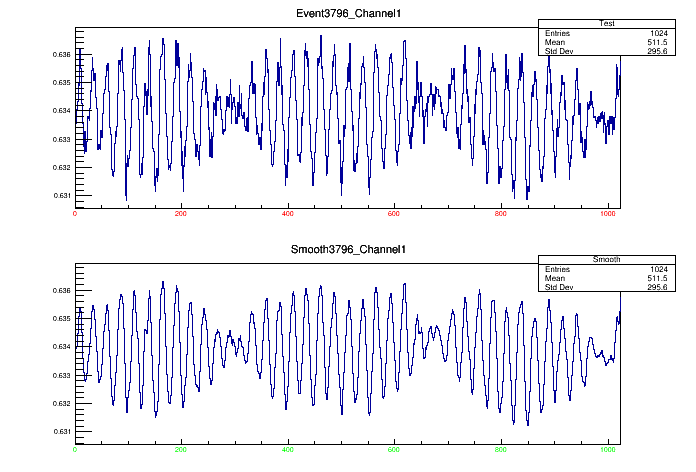 Event3796_Channel1
Test
Entries 1024
Mean 511.5
Std Dev 295.6
0.636
0.635
0.634
0.633
0.632
0.631
0 200 400 600 800 1000
Smooth3796_Channel1
Smooth
Entries 1024
Mean 511.5
Std Dev 295.6
0.636
0.635
0.634
0.633
0.632
0.631
0 200 400 600 800 1000